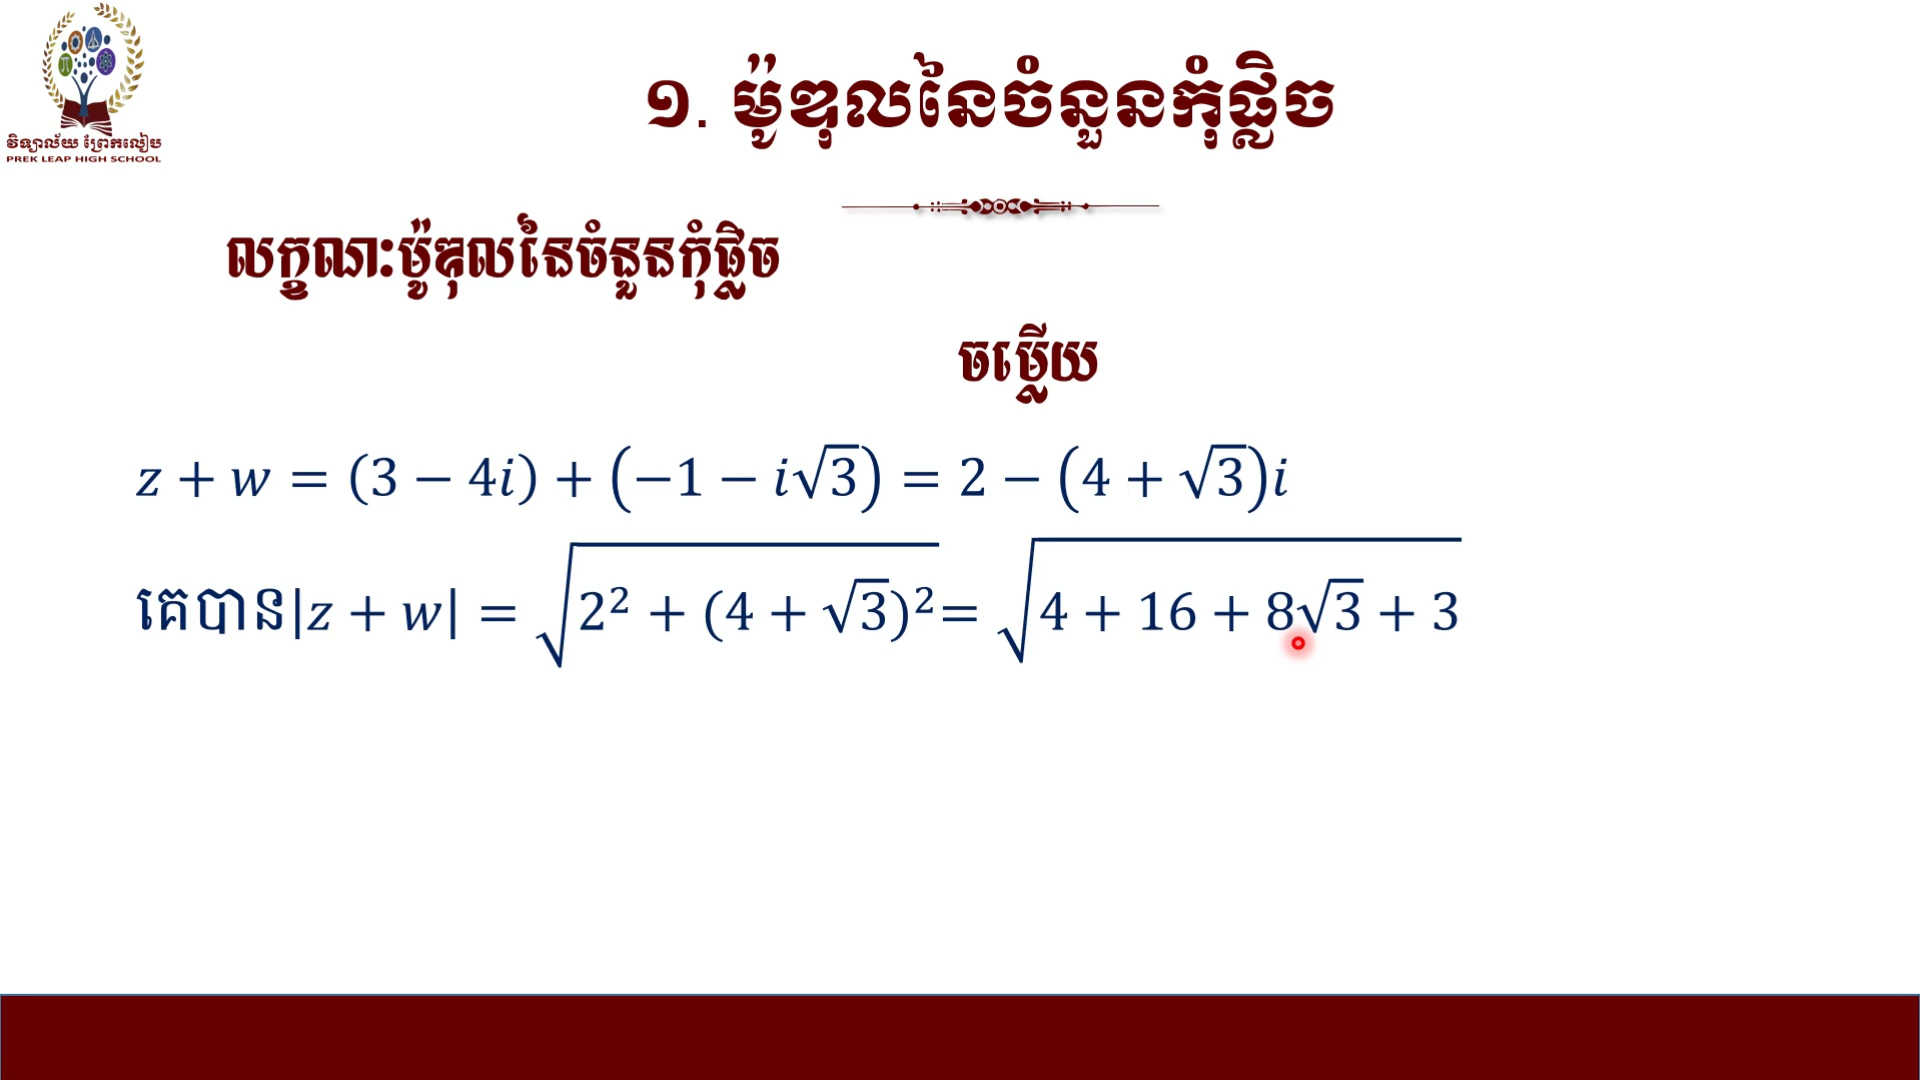 វិទ្យាល័យ ព្រែកលៀប
PREK LEAP HIGH SCHOOL
១. ម៉ូឌុលនៃចំនួនកុំផ្លិច
លក្ខណៈម៉ូឌុលនៃចំនួនកុំផ្លិច
ចម្លើយ
z + w = (3 − 4i) + (−1 − i√3) = 2 − (4 + √3)i
គេបាន|z + w| = √(2² + (4 + √3)²) = √(4 + 16 + 8√3 + 3)